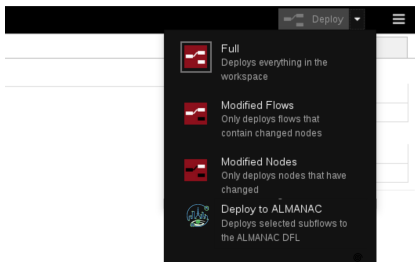 Deploy
Full
Deploys everything in the
workspace
Modified Flows
Only deploys flows that
contain changed nodes
Modified Nodes
Only deploys nodes that have
changed
Deploy to ALMANAC
Deploys selected subflows to
the ALMANAC DFL